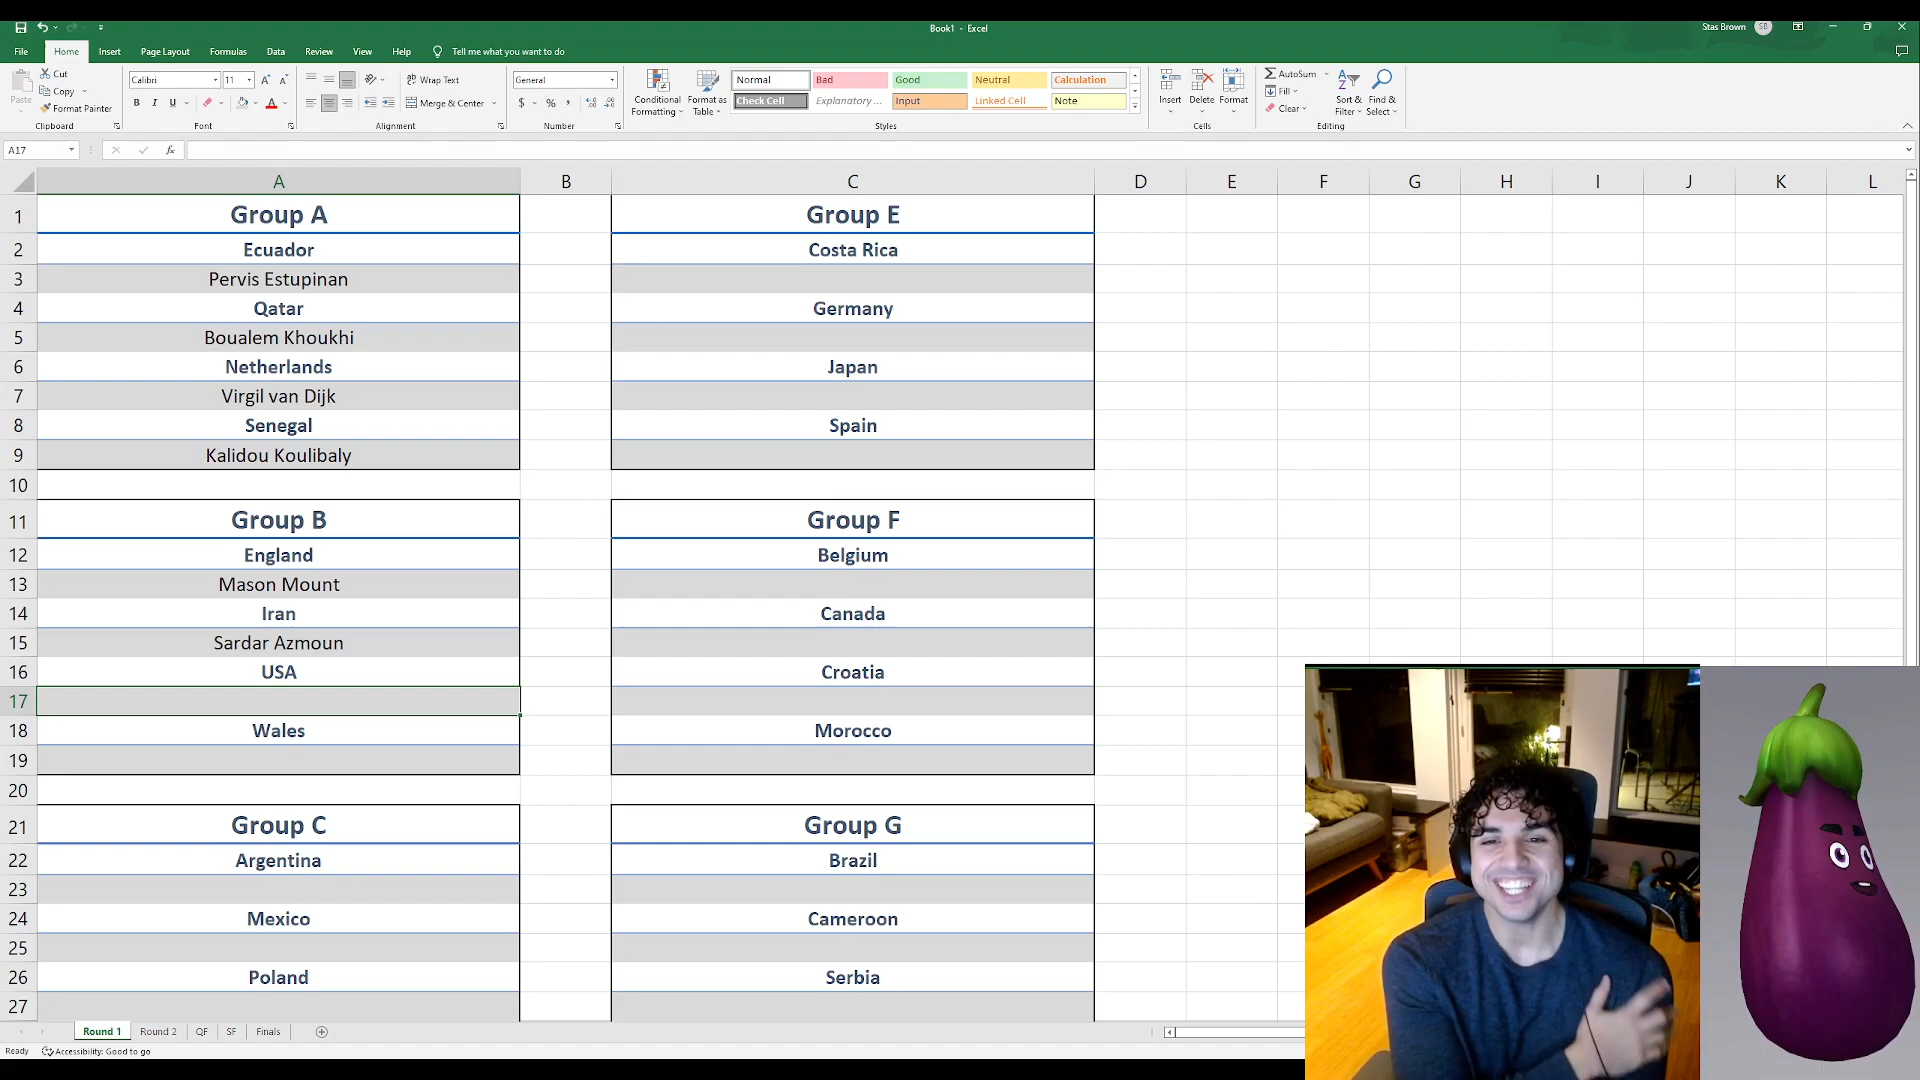 Book1 - Excel
Stas Brown
SB
File Home Insert Page Layout Formulas Data Review View Help Tell me what you want to do
Paste
Cut
Copy
Format Painter
Clipboard
Calibri 11
B I U
Font
Wrap Text
Merge & Center
Alignment
General
$ % ,
Number
Conditional Formatting
Format as Table
Normal Bad Good Neutral Calculation
Check Cell Explanatory ... Input Linked Cell Note
Styles
Insert Delete Format
Cells
AutoSum
Fill
Clear
Sort & Filter
Find & Select
Editing
A17
fx
A B C D E F G H I J K L
1 Group A Group E
2 Ecuador Costa Rica
3 Pervis Estupinan
4 Qatar Germany
5 Boualem Khoukhi
6 Netherlands Japan
7 Virgil van Dijk
8 Senegal Spain
9 Kalidou Koulibaly
10
11 Group B Group F
12 England Belgium
13 Mason Mount
14 Iran Canada
15 Sardar Azmoun
16 USA Croatia
17
18 Wales Morocco
19
20
21 Group C Group G
22 Argentina Brazil
23
24 Mexico Cameroon
25
26 Poland Serbia
27
Round 1 Round 2 QF SF Finals
Ready Accessibility: Good to go